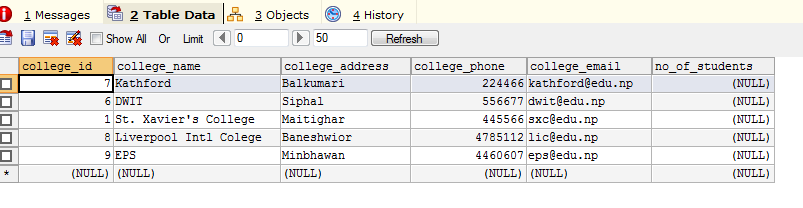 1 Messages 2 Table Data 3 Objects 4 History
Show All Or Limit 0 50 Refresh
college_id college_name college_address college_phone college_email no_of_students
7 Kathford Balkumari 224466 kathford@edu.np (NULL)
6 DWIT Siphal 556677 dwit@edu.np (NULL)
1 St. Xavier's College Maitighar 445566 sxc@edu.np (NULL)
8 Liverpool Intl Colege Baneshwior 4785112 lic@edu.np (NULL)
9 EPS Minbhawan 4460607 eps@edu.np (NULL)
* (NULL) (NULL) (NULL) (NULL) (NULL) (NULL)